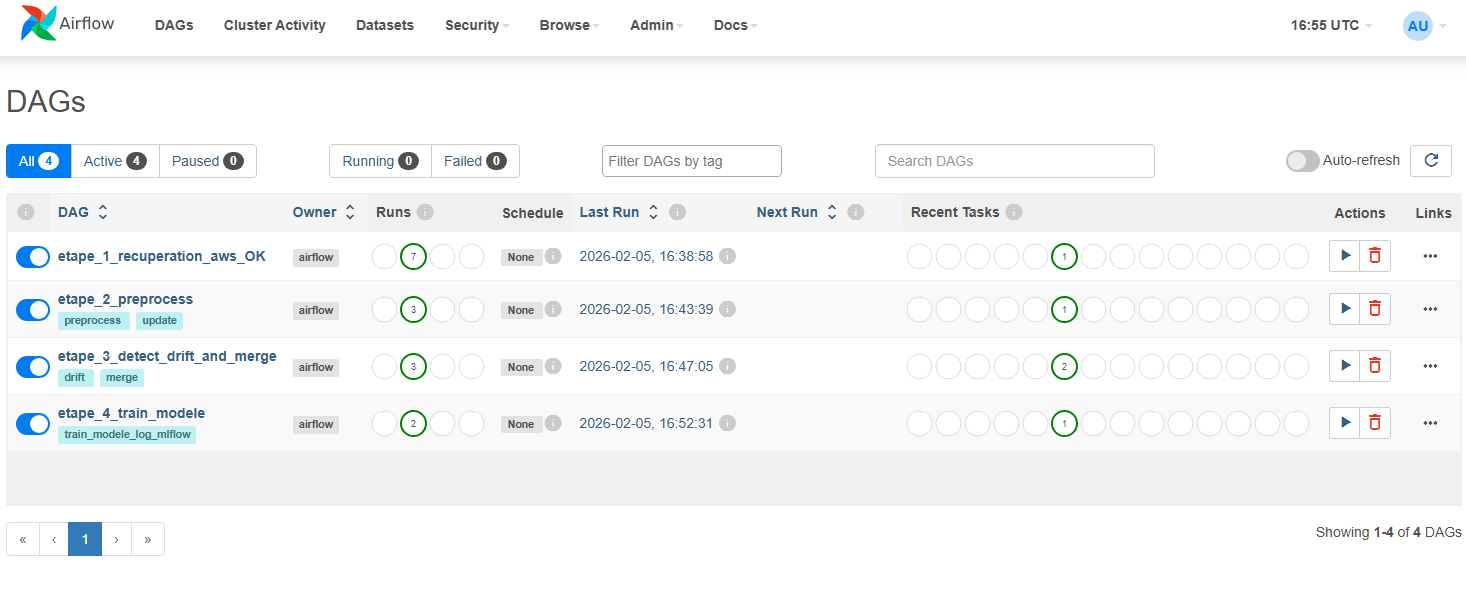 Airflow DAGs Cluster Activity Datasets Security Browse Admin Docs 16:55 UTC AU
DAGs
All 4 Active 4 Paused 0 Running 0 Failed 0 Filter DAGs by tag Search DAGs Auto-refresh
i DAG Owner Runs i Schedule Last Run i Next Run i Recent Tasks i Actions Links
etape_1_recuperation_aws_OK airflow 7 None i 2026-02-05, 16:38:58 i 1
etape_2_preprocess airflow 3 None i 2026-02-05, 16:43:39 i 1
preprocess update
etape_3_detect_drift_and_merge airflow 3 None i 2026-02-05, 16:47:05 i 2
drift merge
etape_4_train_modele airflow 2 None i 2026-02-05, 16:52:31 i 1
train_modele_log_mlflow
« ‹ 1 › »
Showing 1-4 of 4 DAGs